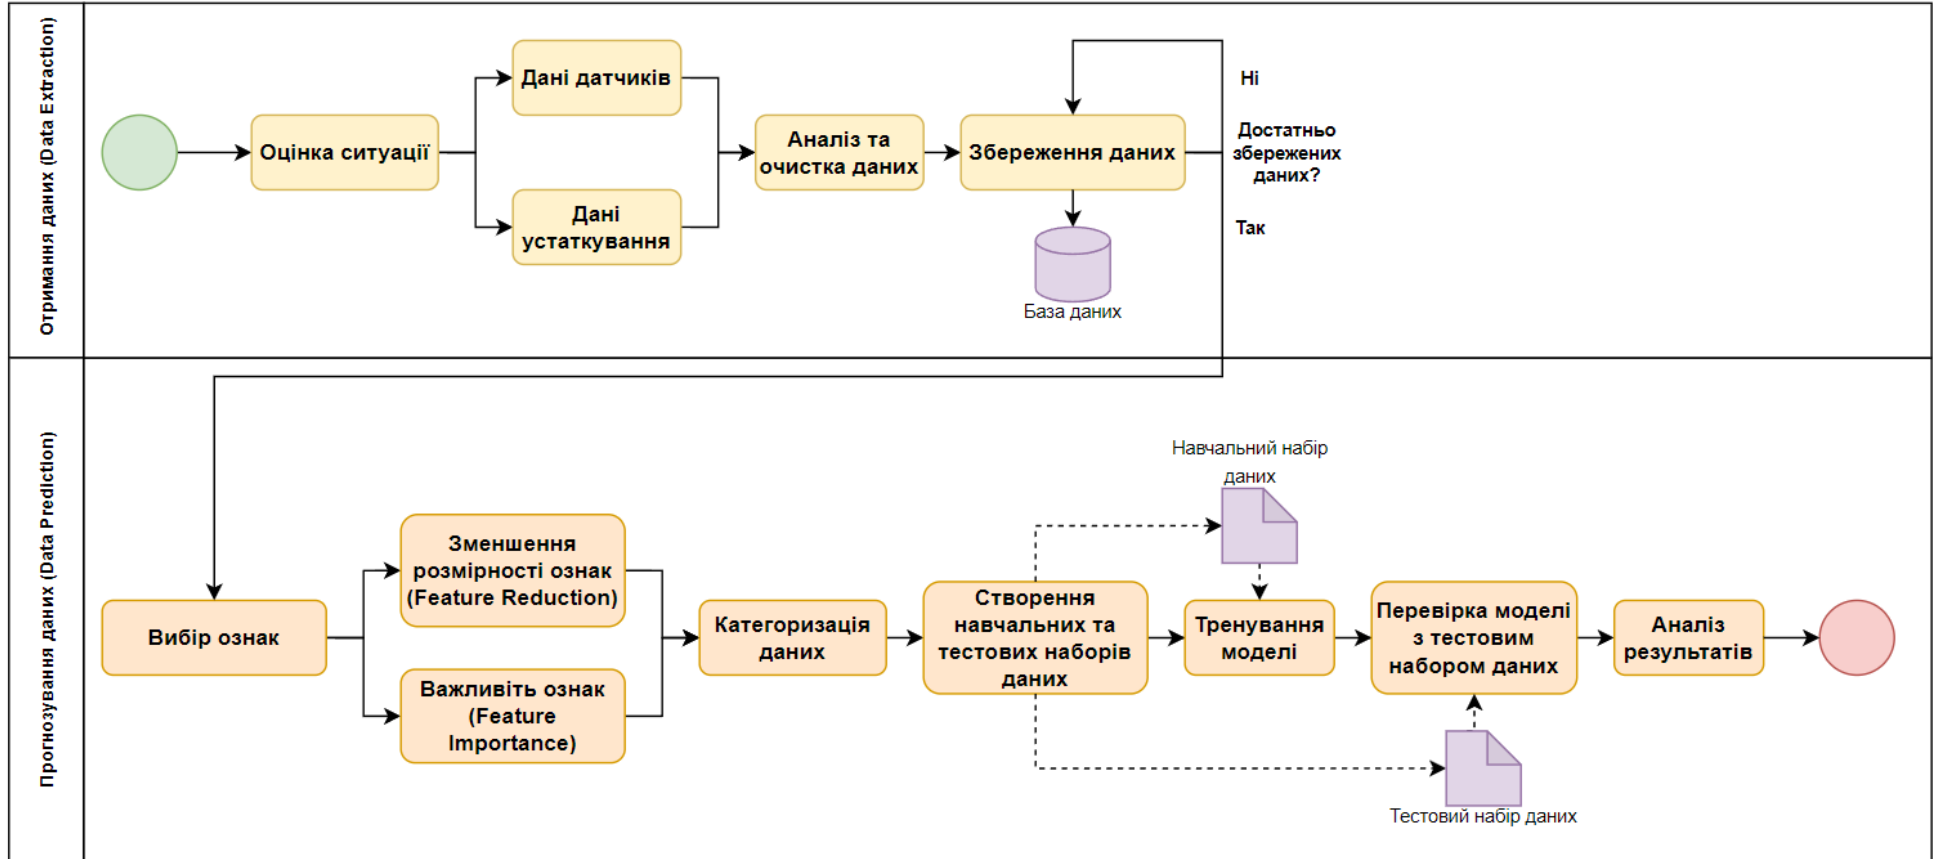 Отримання даних (Data Extraction)
Оцінка ситуації
Дані датчиків
Дані
устаткування
Аналіз та
очистка даних
Збереження даних
База даних
Ні
Достатньо
збережених
даних?
Так
Прогнозування даних (Data Prediction)
Вибір ознак
Зменшення
розмірності ознак
(Feature Reduction)
Важливіть ознак
(Feature
Importance)
Категоризація
даних
Створення
навчальних та
тестових наборів
даних
Навчальний набір
даних
Тренування
моделі
Перевірка моделі
з тестовим
набором даних
Тестовий набір даних
Аналіз
результатів